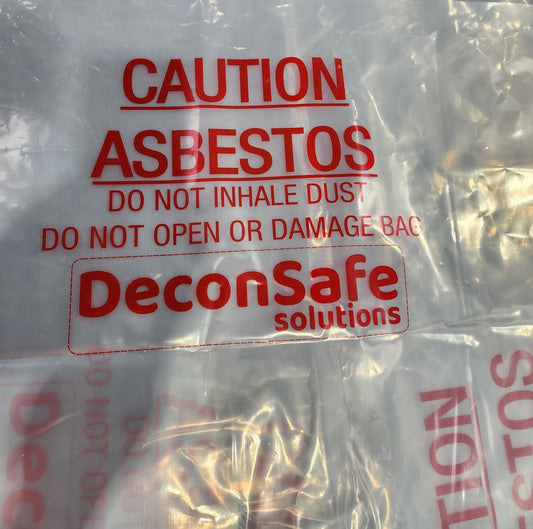 CAUTION
ASBESTOS
DO NOT INHALE DUST
DO NOT OPEN OR DAMAGE BAG
DeconSafe
solutions